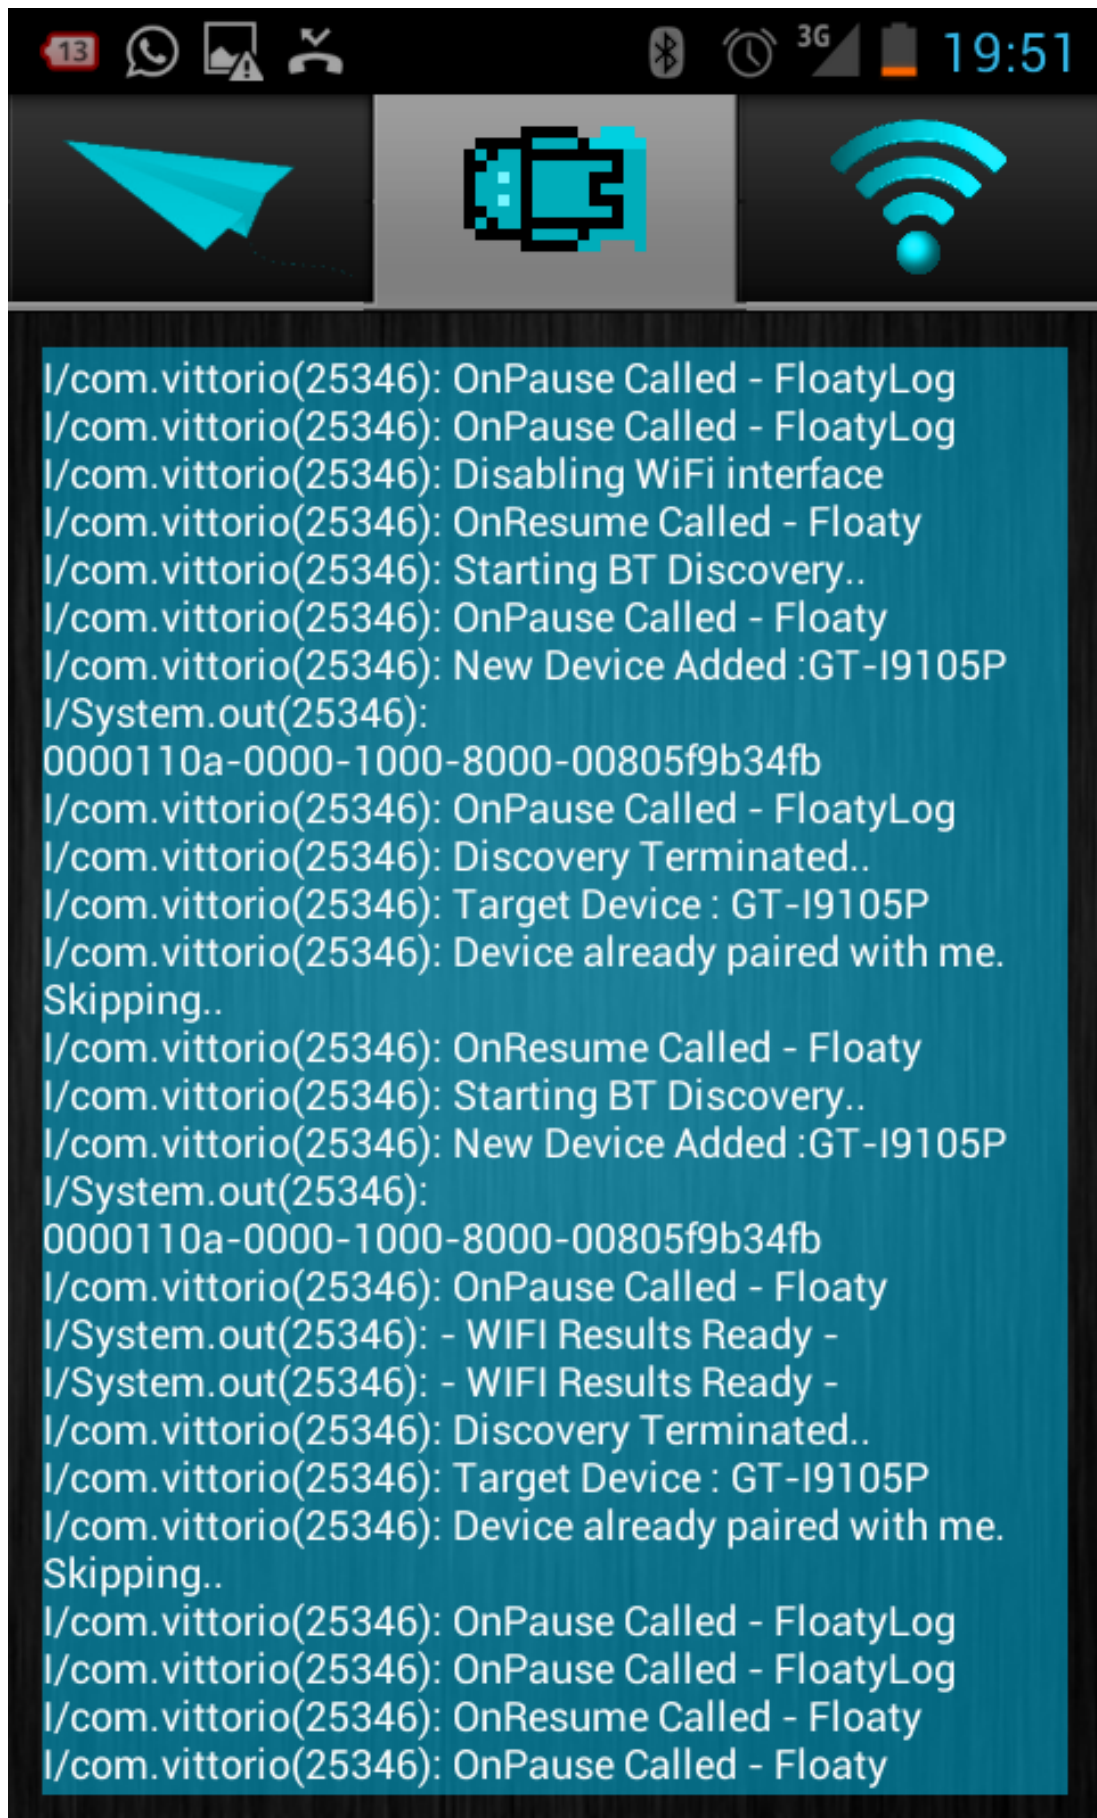 13
3G
19:51
I/com.vittorio(25346): OnPause Called - FloatyLog
I/com.vittorio(25346): OnPause Called - FloatyLog
I/com.vittorio(25346): Disabling WiFi interface
I/com.vittorio(25346): OnResume Called - Floaty
I/com.vittorio(25346): Starting BT Discovery..
I/com.vittorio(25346): OnPause Called - Floaty
I/com.vittorio(25346): New Device Added :GT-I9105P
I/System.out(25346):
0000110a-0000-1000-8000-00805f9b34fb
I/com.vittorio(25346): OnPause Called - FloatyLog
I/com.vittorio(25346): Discovery Terminated..
I/com.vittorio(25346): Target Device : GT-I9105P
I/com.vittorio(25346): Device already paired with me.
Skipping..
I/com.vittorio(25346): OnResume Called - Floaty
I/com.vittorio(25346): Starting BT Discovery..
I/com.vittorio(25346): New Device Added :GT-I9105P
I/System.out(25346):
0000110a-0000-1000-8000-00805f9b34fb
I/com.vittorio(25346): OnPause Called - Floaty
I/System.out(25346): - WIFI Results Ready -
I/System.out(25346): - WIFI Results Ready -
I/com.vittorio(25346): Discovery Terminated..
I/com.vittorio(25346): Target Device : GT-I9105P
I/com.vittorio(25346): Device already paired with me.
Skipping..
I/com.vittorio(25346): OnPause Called - FloatyLog
I/com.vittorio(25346): OnPause Called - FloatyLog
I/com.vittorio(25346): OnResume Called - Floaty
I/com.vittorio(25346): OnPause Called - Floaty